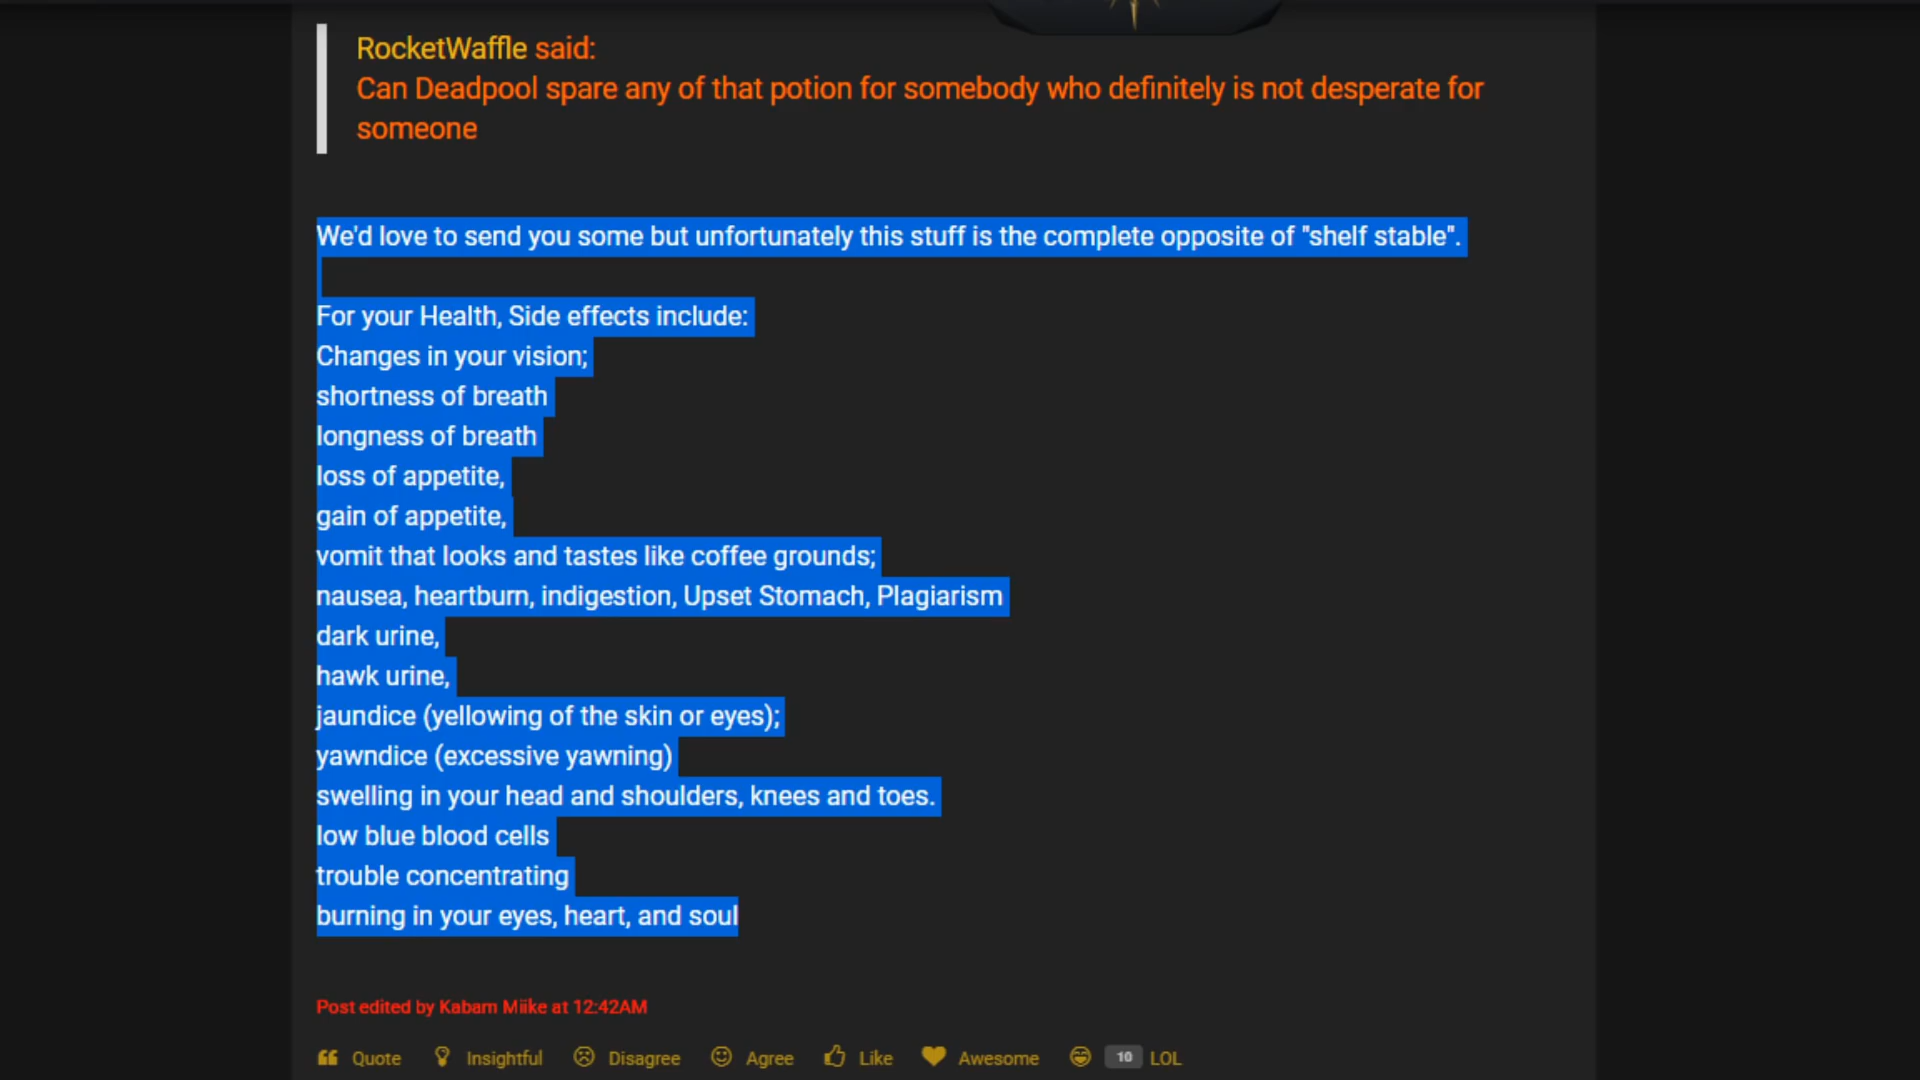 RocketWaffle said:
Can Deadpool spare any of that potion for somebody who definitely is not desperate for
someone
We'd love to send you some but unfortunately this stuff is the complete opposite of "shelf stable".
For your Health, Side effects include:
Changes in your vision;
shortness of breath
longness of breath
loss of appetite,
gain of appetite,
vomit that looks and tastes like coffee grounds;
nausea, heartburn, indigestion, Upset Stomach, Plagiarism
dark urine,
hawk urine,
jaundice (yellowing of the skin or eyes);
yawndice (excessive yawning)
swelling in your head and shoulders, knees and toes.
low blue blood cells
trouble concentrating
burning in your eyes, heart, and soul
Post edited by Kabam Miike at 12:42AM
Quote Insightful Disagree Agree Like Awesome 10 LOL